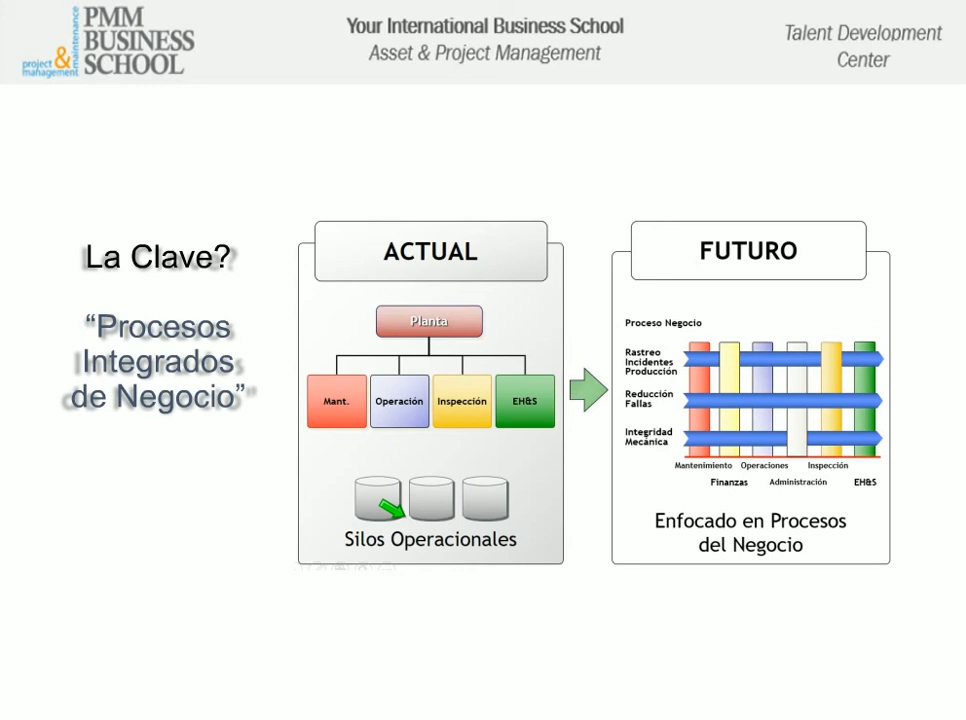 project & maintenance management
PMM
BUSINESS
SCHOOL
Your International Business School
Asset & Project Management
Talent Development
Center
La Clave?
“Procesos
Integrados
de Negocio”
ACTUAL
Planta
Mant. Operación Inspección EH&S
Silos Operacionales
FUTURO
Proceso Negocio
Rastreo
Incidentes
Producción
Reducción
Fallas
Integridad
Mecánica
Mantenimiento Operaciones Inspección
Finanzas Administración EH&S
Enfocado en Procesos
del Negocio